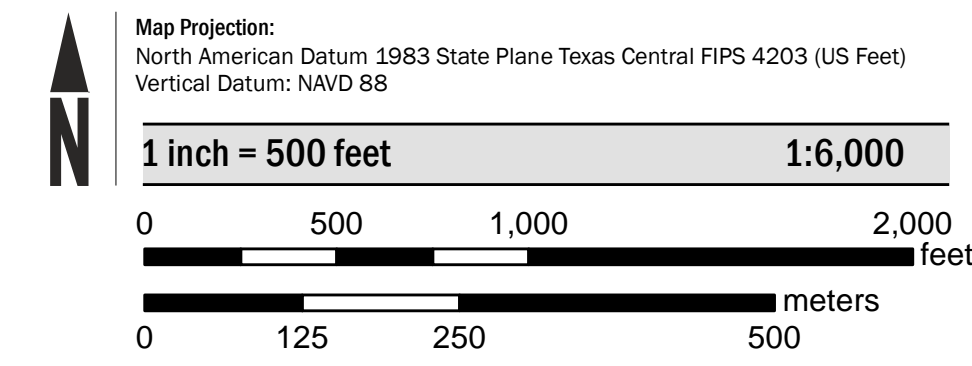 N
Map Projection:
North American Datum 1983 State Plane Texas Central FIPS 4203 (US Feet)
Vertical Datum: NAVD 88
1 inch = 500 feet 1:6,000
0 500 1,000 2,000
feet
meters
0 125 250 500